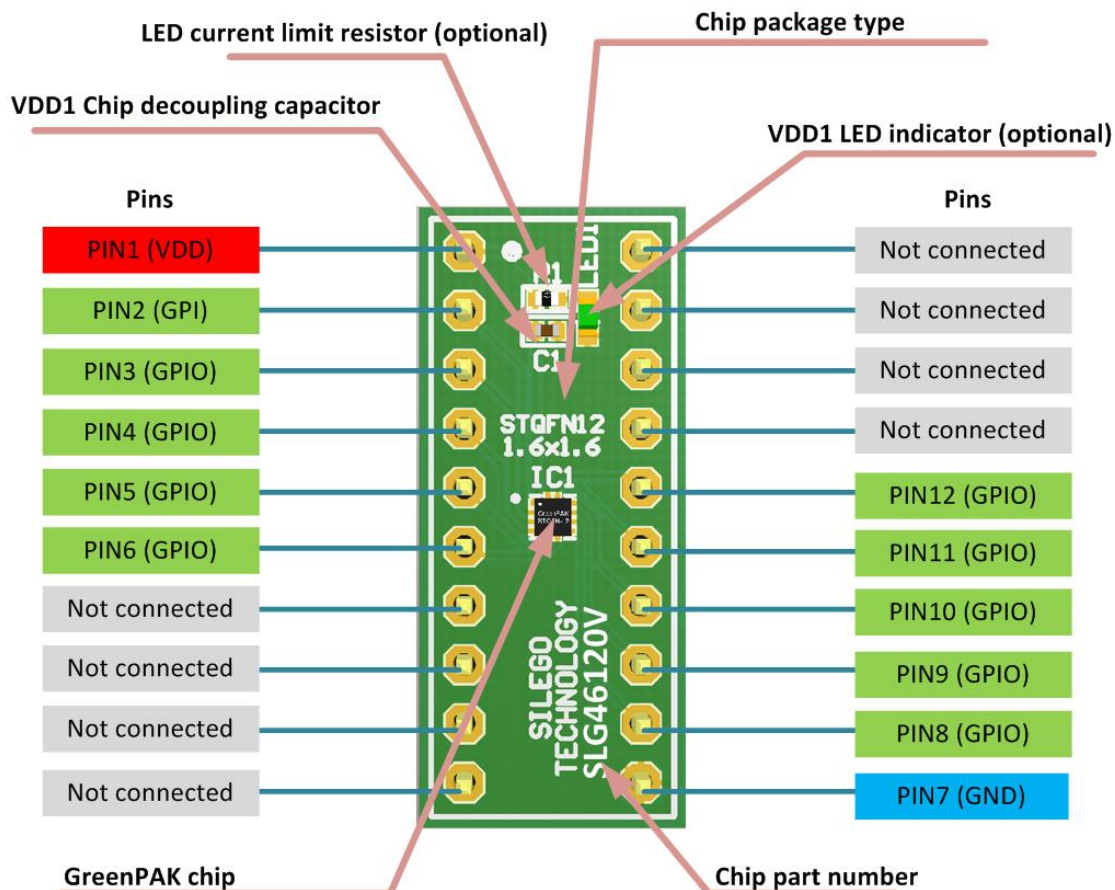 LED current limit resistor (optional)
Chip package type
VDD1 Chip decoupling capacitor
VDD1 LED indicator (optional)
Pins
Pins
PIN1 (VDD)
Not connected
PIN2 (GPI)
Not connected
PIN3 (GPIO)
Not connected
PIN4 (GPIO)
Not connected
PIN5 (GPIO)
PIN12 (GPIO)
PIN6 (GPIO)
PIN11 (GPIO)
Not connected
PIN10 (GPIO)
Not connected
PIN9 (GPIO)
Not connected
PIN8 (GPIO)
Not connected
PIN7 (GND)
LED1
C1
STQFN12
1.6x1.6
IC1
GreenPAK
SILEGO
TECHNOLOGY
SLG46120V
GreenPAK chip
Chip part number